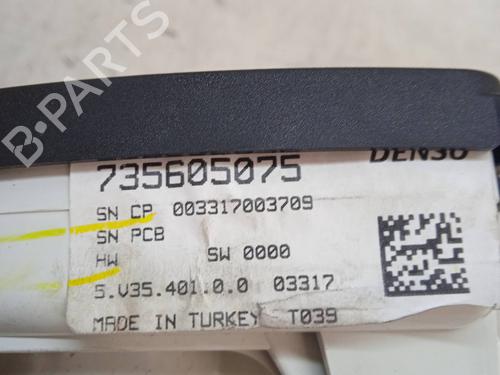 B-PARTS
DENSO
735605075
SN CP 003317003709
SN PCB
HW SW 0000
5.V35.401.0.0 03317
MADE IN TURKEY T039